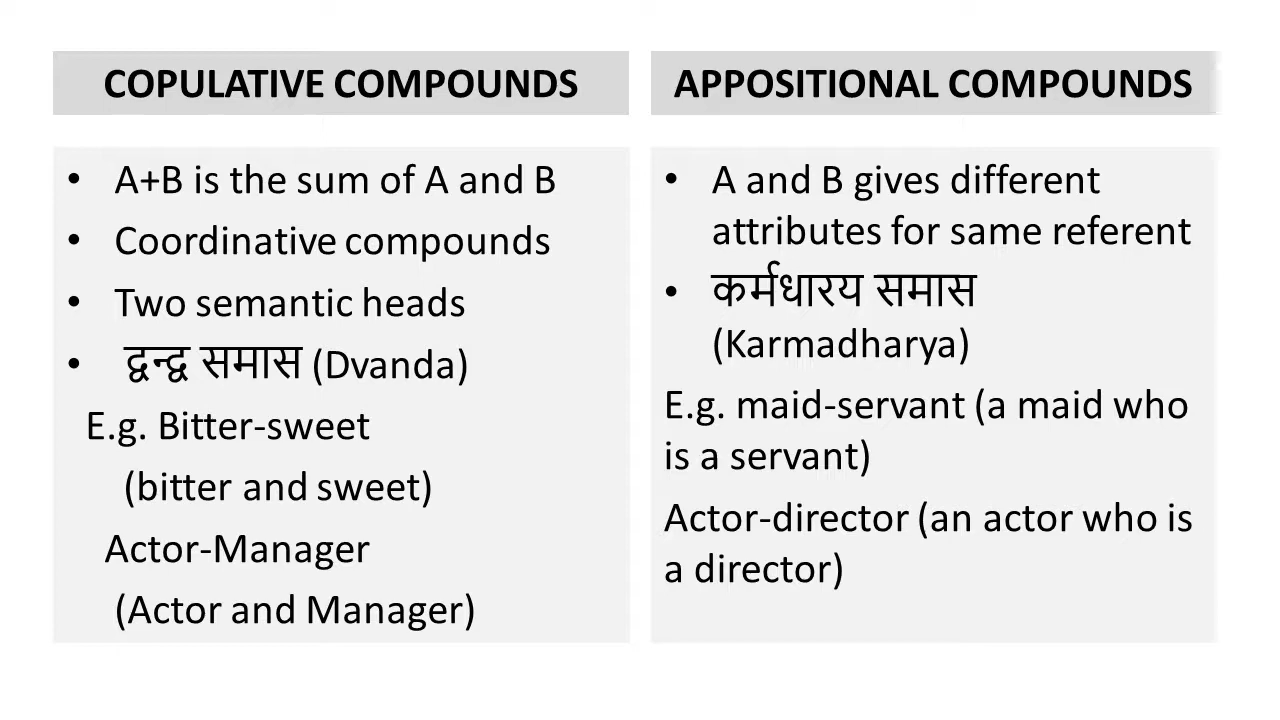 COPULATIVE COMPOUNDS
• A+B is the sum of A and B
• Coordinative compounds
• Two semantic heads
• द्वन्द्व समास (Dvanda)
E.g. Bitter-sweet
(bitter and sweet)
Actor-Manager
(Actor and Manager)
APPOSITIONAL COMPOUNDS
• A and B gives different
attributes for same referent
• कर्मधारय समास
(Karmadharya)
E.g. maid-servant (a maid who
is a servant)
Actor-director (an actor who is
a director)